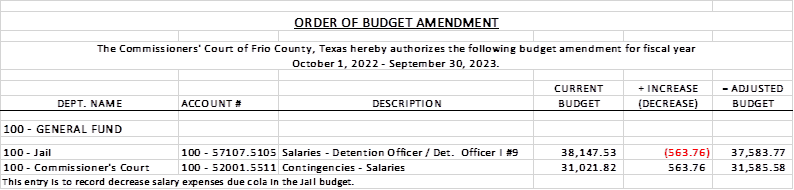 ORDER OF BUDGET AMENDMENT
The Commissioners' Court of Frio County, Texas hereby authorizes the following budget amendment for fiscal year
October 1, 2022 - September 30, 2023.
CURRENT + INCREASE = ADJUSTED
DEPT. NAME ACCOUNT # DESCRIPTION BUDGET (DECREASE) BUDGET
100 - GENERAL FUND
100 - Jail 100 - 57107.5105 Salaries - Detention Officer / Det. Officer I #9 38,147.53 (563.76) 37,583.77
100 - Commissioner's Court 100 - 52001.5511 Contingencies - Salaries 31,021.82 563.76 31,585.58
This entry is to record decrease salary expenses due cola in the Jail budget.